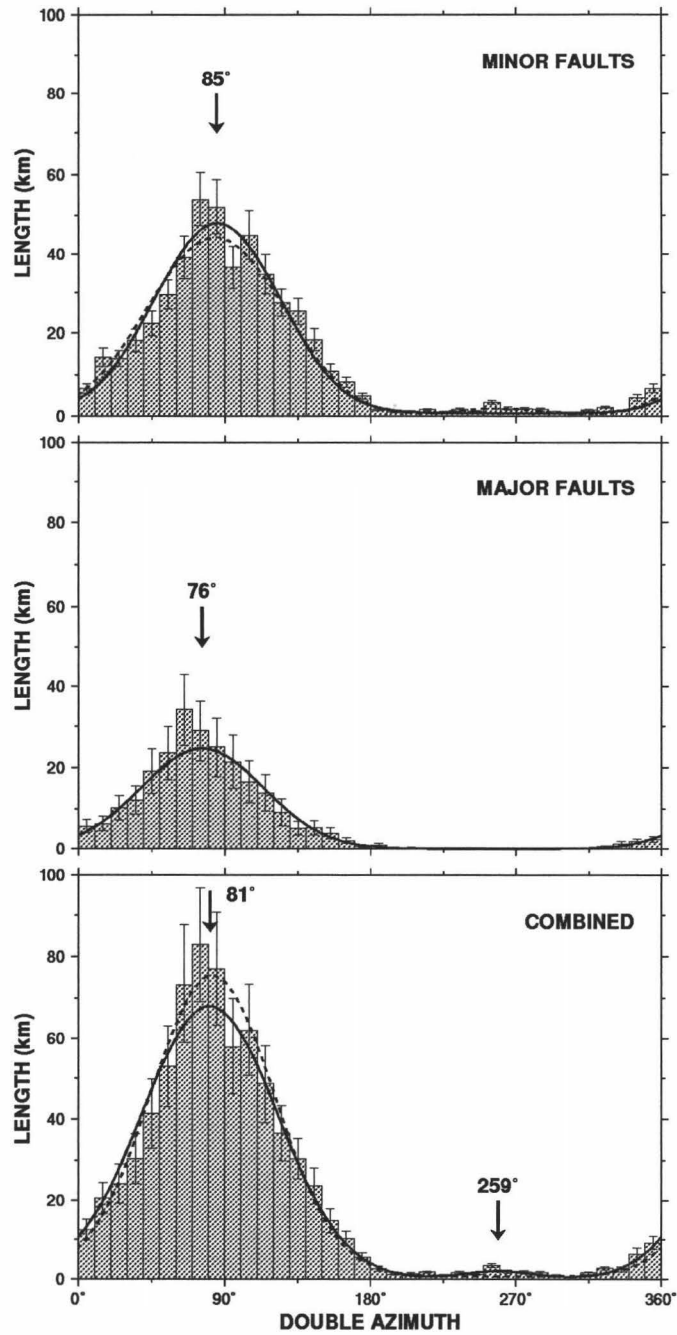 100
80
60
40
20
0
LENGTH (km)
MINOR FAULTS
85°
100
80
60
40
20
0
LENGTH (km)
MAJOR FAULTS
76°
100
80
60
40
20
0
LENGTH (km)
COMBINED
81°
259°
0° 90° 180° 270° 360°
DOUBLE AZIMUTH